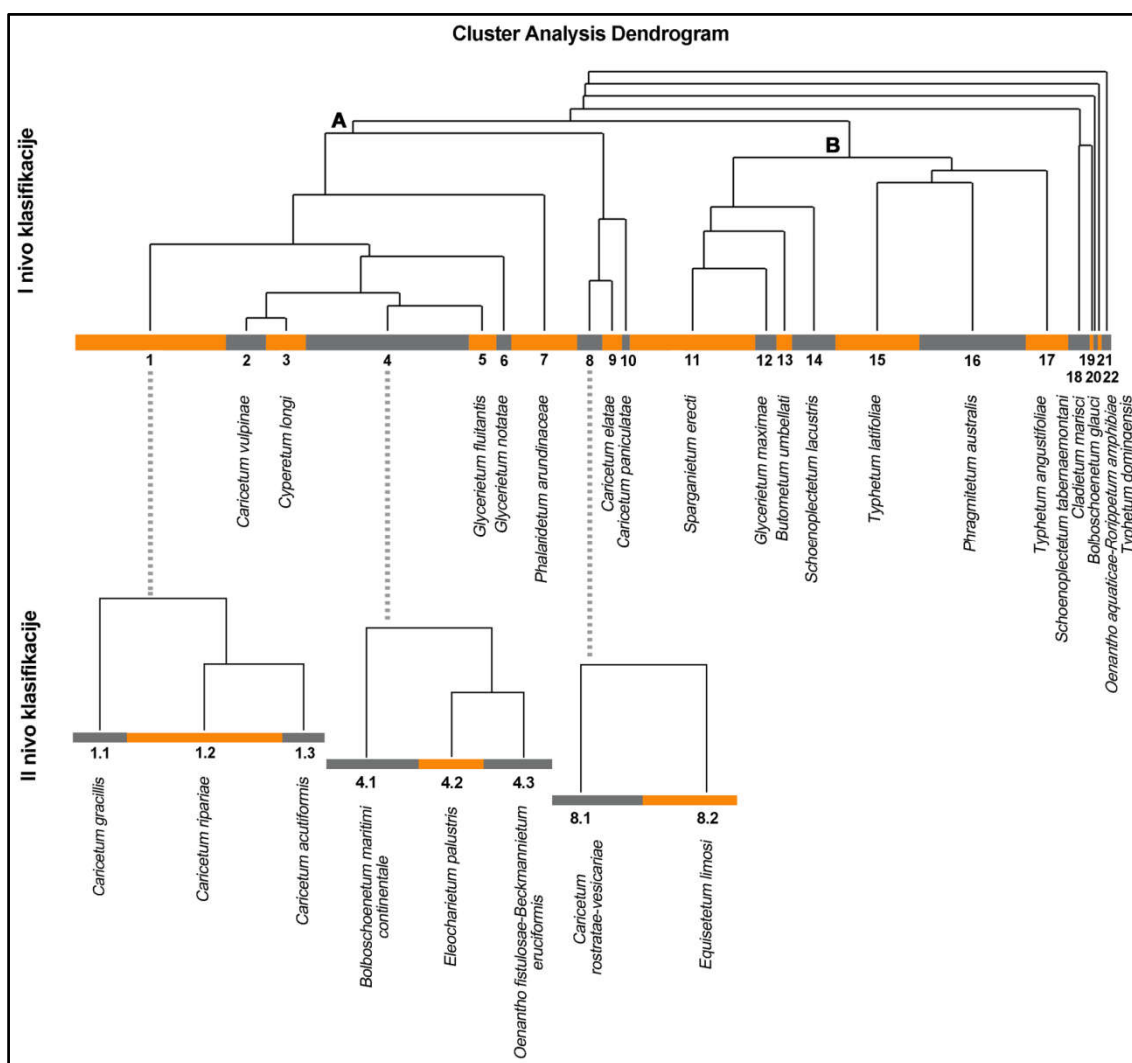 Cluster Analysis Dendrogram
I nivo klasifikacije
A
B
1
2
3
4
5
6
7
8
9
10
11
12
13
14
15
16
17
18
19
20
21
22
Caricetum vulpinae
Cyperetum longi
Glycerietum fluitantis
Glycerietum notatae
Phalaridetum arundinaceae
Caricetum elatae
Caricetum paniculatae
Sparganietum erecti
Glycerietum maximae
Butometum umbellati
Schoenoplectetum lacustris
Typhetum latifoliae
Phragmitetum australis
Typhetum angustifoliae
Schoenoplectetum tabernaemontani
Cladietum marisci
Bolboschoenetum glauci
Oenantho aquaticae-Rorippetum amphibiae
Typhetum domingensis
II nivo klasifikacije
1.1
1.2
1.3
Caricetum gracillis
Caricetum ripariae
Caricetum acutiformis
4.1
4.2
4.3
Bolboschoenetum maritimi
continentale
Eleocharietum palustris
Oenantho fistulosae-Beckmannietum
eruciformis
8.1
8.2
Caricetum
rostratae-vesicariae
Equisetetum limosi